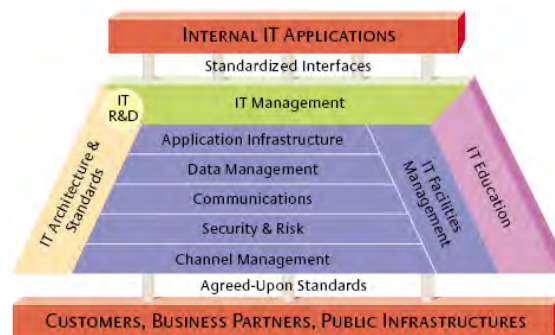 INTERNAL IT APPLICATIONS
Standardized Interfaces
IT
R&D
IT Management
IT Architecture &
Standards
Application Infrastructure
Data Management
Communications
Security & Risk
Channel Management
IT Facilities
Management
IT Education
Agreed-Upon Standards
CUSTOMERS, BUSINESS PARTNERS, PUBLIC INFRASTRUCTURES